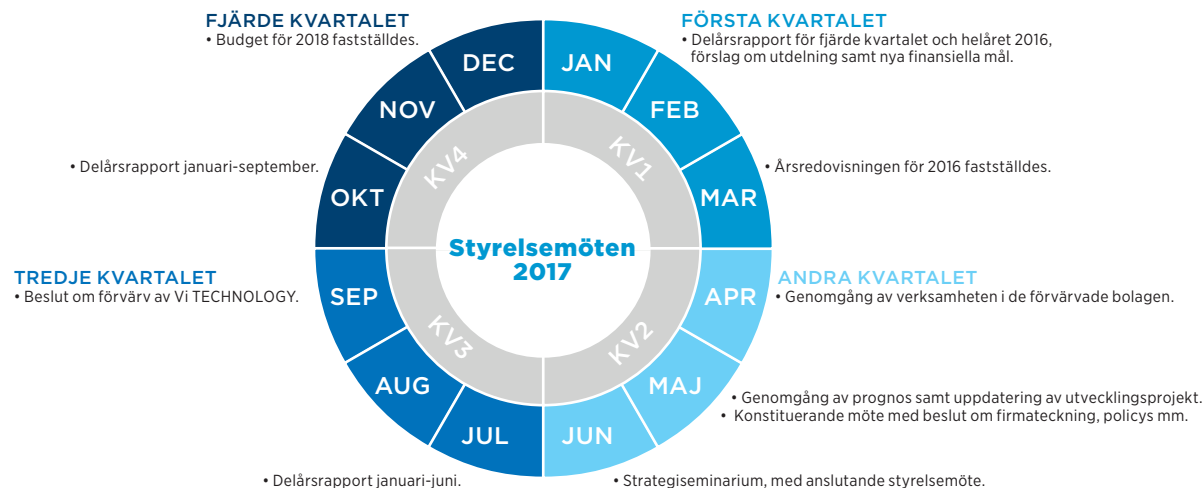 Styrelsemöten
2017
FÖRSTA KVARTALET
• Delårsrapport för fjärde kvartalet och helåret 2016,
förslag om utdelning samt nya finansiella mål.
• Årsredovisningen för 2016 fastställdes.
JAN
FEB
MAR
KV1
ANDRA KVARTALET
• Genomgång av verksamheten i de förvärvade bolagen.
• Genomgång av prognos samt uppdatering av utvecklingsprojekt.
• Konstituerande möte med beslut om firmateckning, policys mm.
• Strategiseminarium, med anslutande styrelsemöte.
APR
MAJ
JUN
KV2
TREDJE KVARTALET
• Beslut om förvärv av Vi TECHNOLOGY.
• Delårsrapport januari-juni.
JUL
AUG
SEP
KV3
FJÄRDE KVARTALET
• Budget för 2018 fastställdes.
• Delårsrapport januari-september.
OKT
NOV
DEC
KV4